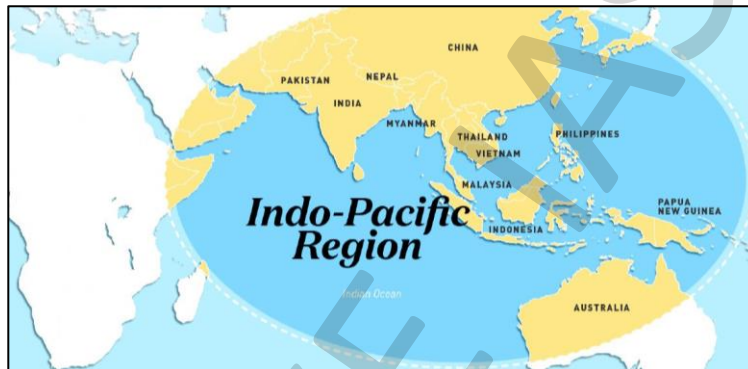 CHINA
PAKISTAN
NEPAL
INDIA
MYANMAR
THAILAND
PHILIPPINES
VIETNAM
MALAYSIA
Indo-Pacific
Region
PAPUA
NEW GUINEA
INDONESIA
Indian Ocean
AUSTRALIA